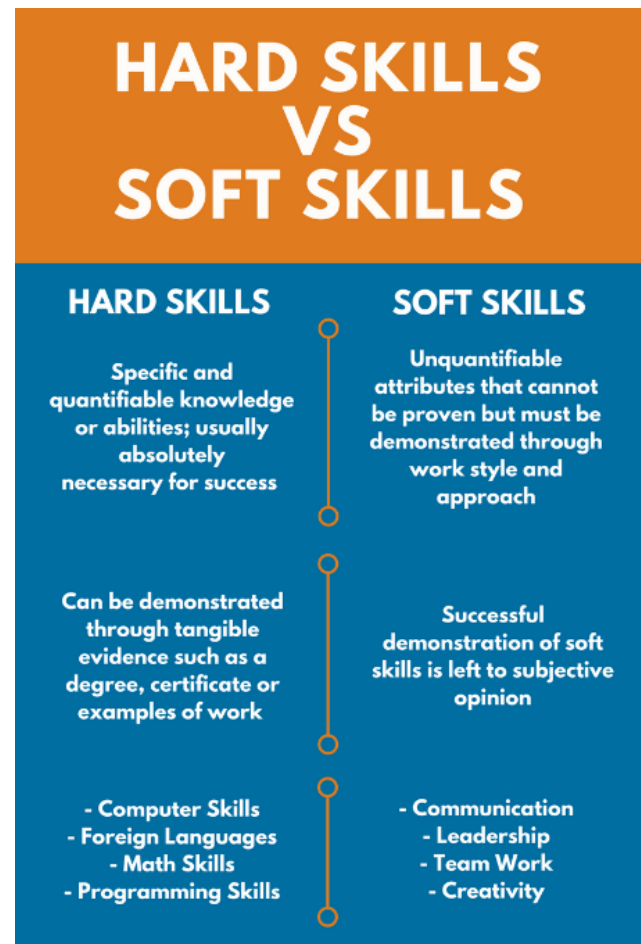 HARD SKILLS
VS
SOFT SKILLS
HARD SKILLS
Specific and
quantifiable knowledge
or abilities; usually
absolutely
necessary for success
Can be demonstrated
through tangible
evidence such as a
degree, certificate or
examples of work
- Computer Skills
- Foreign Languages
- Math Skills
- Programming Skills
SOFT SKILLS
Unquantifiable
attributes that cannot
be proven but must be
demonstrated through
work style and
approach
Successful
demonstration of soft
skills is left to subjective
opinion
- Communication
- Leadership
- Team Work
- Creativity